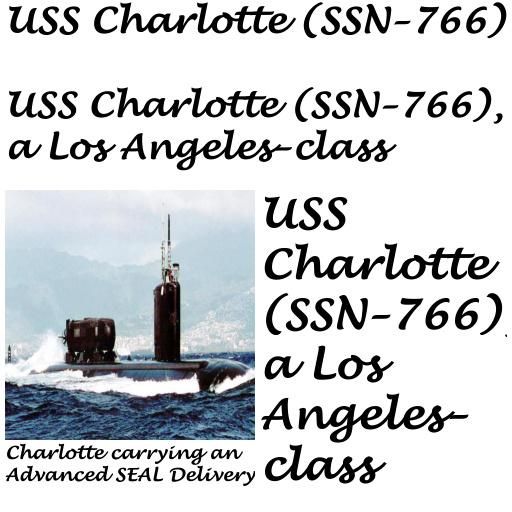 USS Charlotte (SSN-766)
USS Charlotte (SSN-766),
a Los Angeles-class
USS
Charlotte
(SSN-766),
a Los
Angeles-
class
Charlotte carrying an
Advanced SEAL Delivery